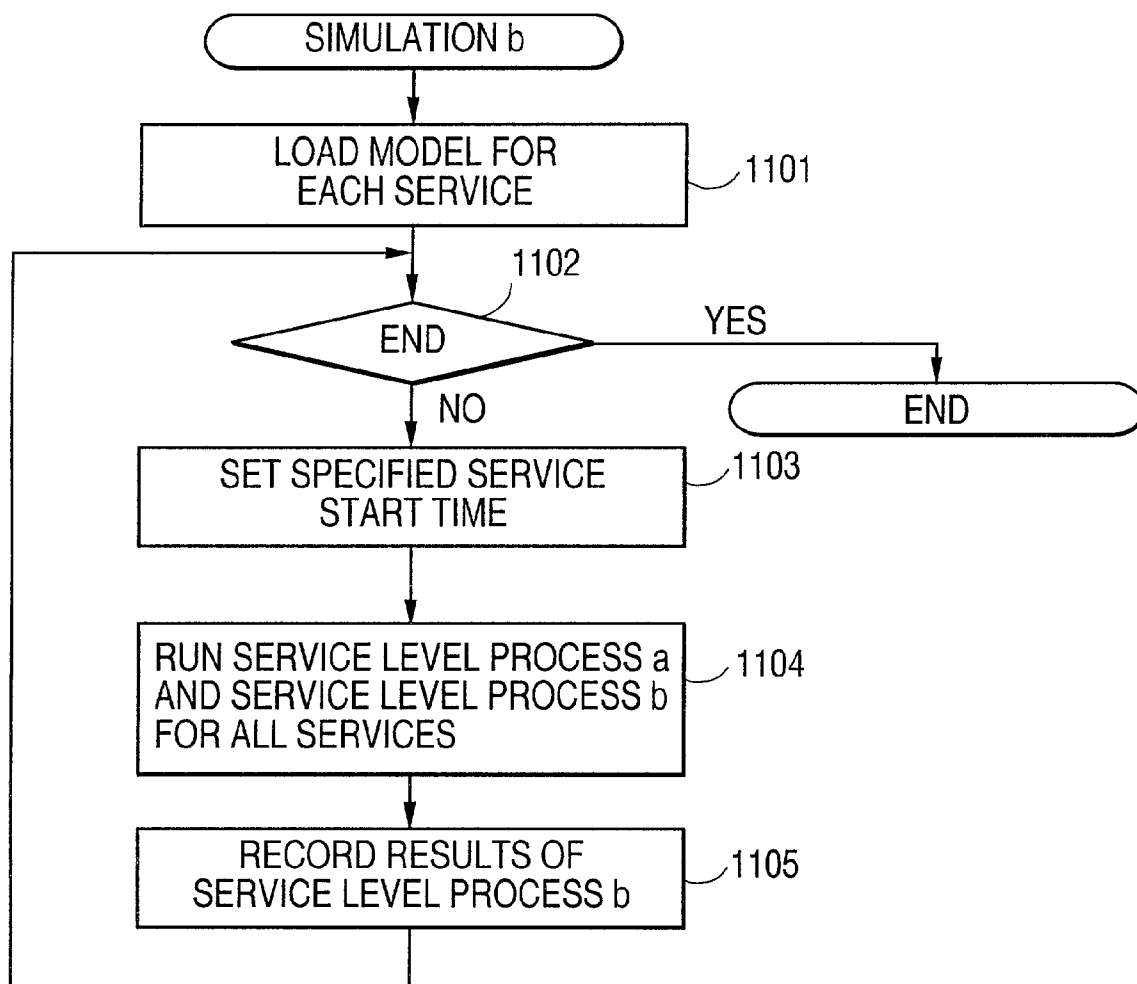 SIMULATION b
LOAD MODEL FOR
EACH SERVICE
1101
1102
END
YES
END
NO
1103
SET SPECIFIED SERVICE
START TIME
RUN SERVICE LEVEL PROCESS a
AND SERVICE LEVEL PROCESS b
FOR ALL SERVICES
1104
RECORD RESULTS OF
SERVICE LEVEL PROCESS b
1105